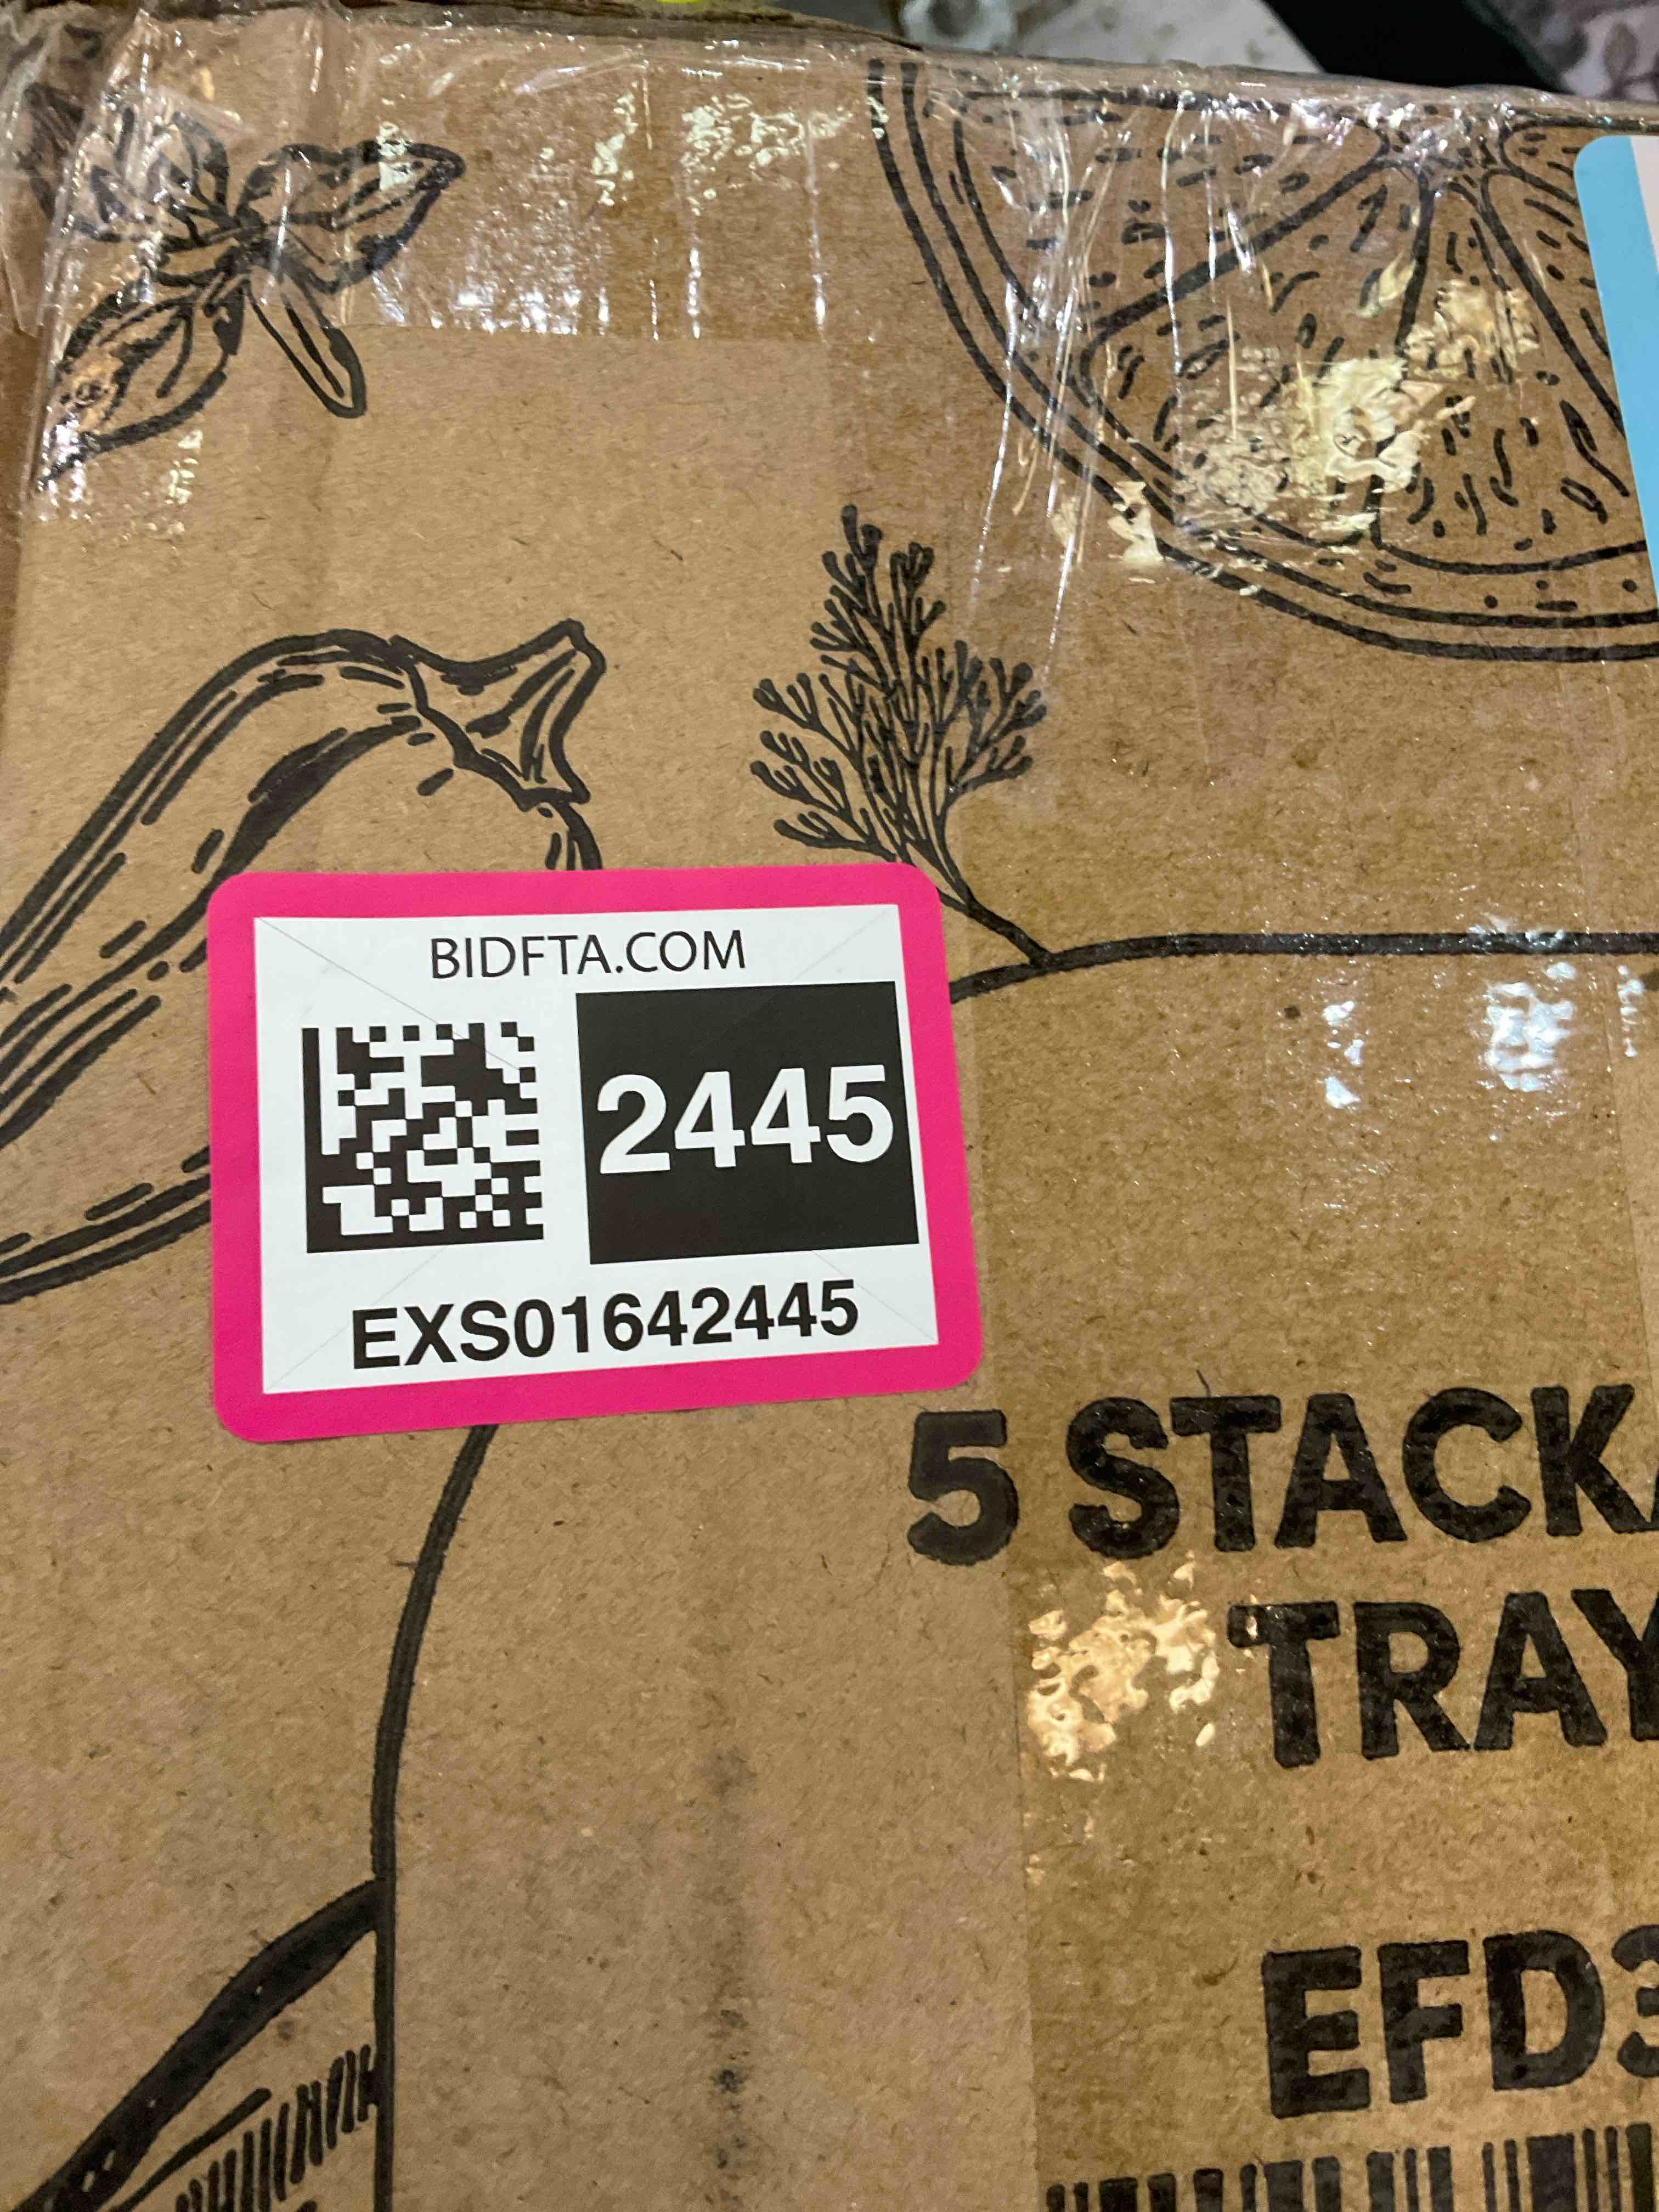 BIDFTA.COM
2445
EXS01642445
5 STACK
TRAY
EFD3